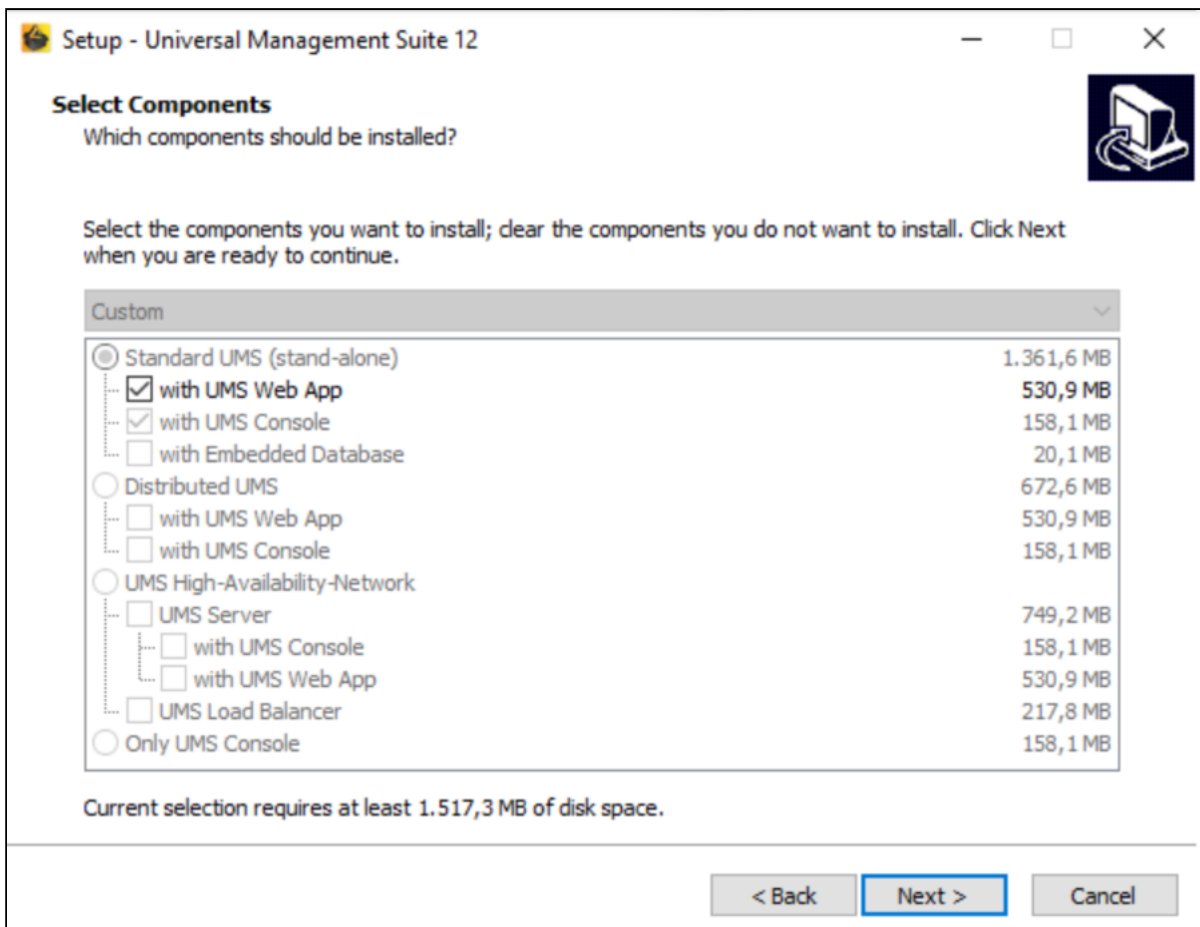 Setup - Universal Management Suite 12
Select Components
Which components should be installed?
Select the components you want to install; clear the components you do not want to install. Click Next
when you are ready to continue.
Custom
Standard UMS (stand-alone) 1.361,6 MB
with UMS Web App 530,9 MB
with UMS Console 158,1 MB
with Embedded Database 20,1 MB
Distributed UMS 672,6 MB
with UMS Web App 530,9 MB
with UMS Console 158,1 MB
UMS High-Availability-Network
UMS Server 749,2 MB
with UMS Console 158,1 MB
with UMS Web App 530,9 MB
UMS Load Balancer 217,8 MB
Only UMS Console 158,1 MB
Current selection requires at least 1.517,3 MB of disk space.
< Back Next > Cancel